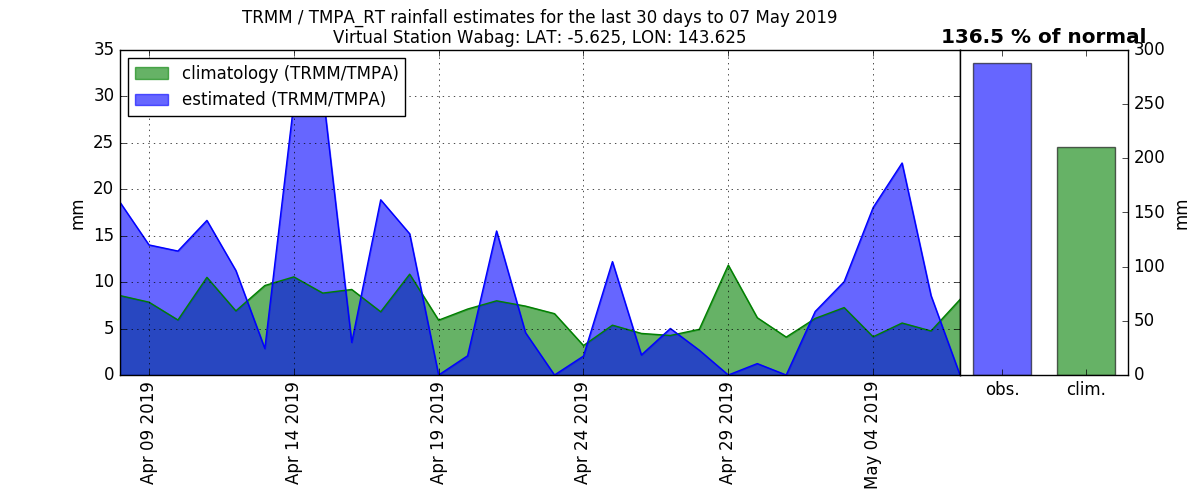 TRMM / TMPA_RT rainfall estimates for the last 30 days to 07 May 2019
Virtual Station Wabag: LAT: -5.625, LON: 143.625
136.5 % of normal
climatology (TRMM/TMPA)
estimated (TRMM/TMPA)
35
30
25
20
15
10
5
0
mm
Apr 09 2019
Apr 14 2019
Apr 19 2019
Apr 24 2019
Apr 29 2019
May 04 2019
obs.
clim.
300
250
200
150
100
50
0
mm